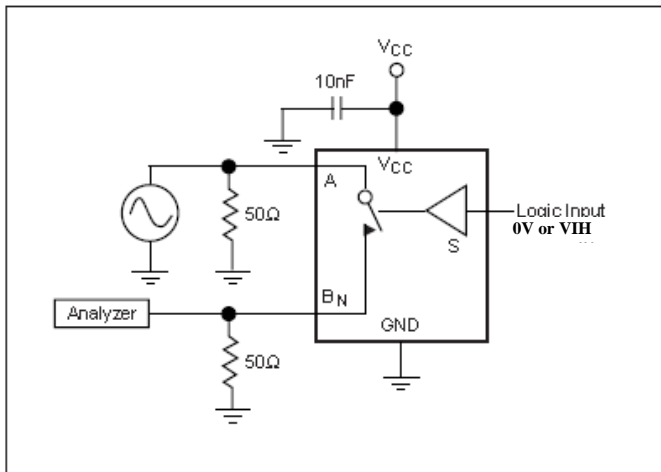 VCC
10nF
VCC
A
50Ω
Logic Input
0V or VIH
S
BN
Analyzer
GND
50Ω